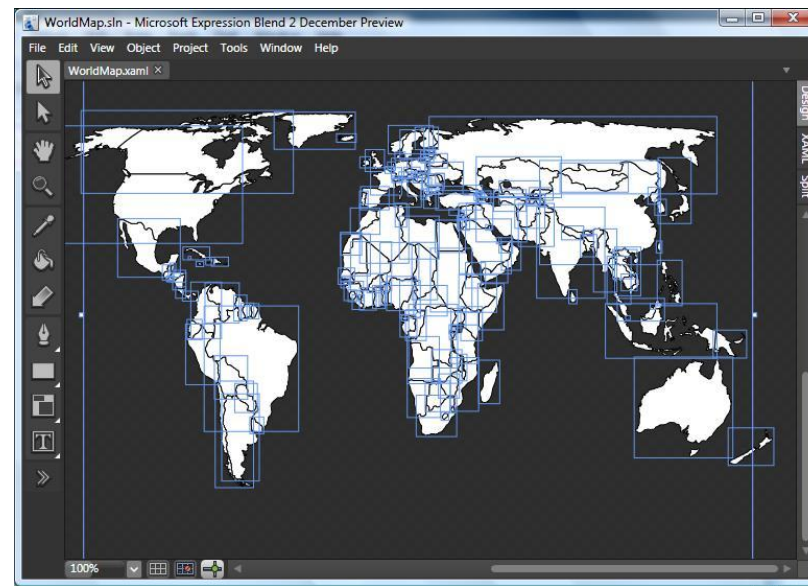 WorldMap.sln - Microsoft Expression Blend 2 December Preview
File Edit View Object Project Tools Window Help
WorldMap.xaml ×
Design
XAML
Split
T
100%